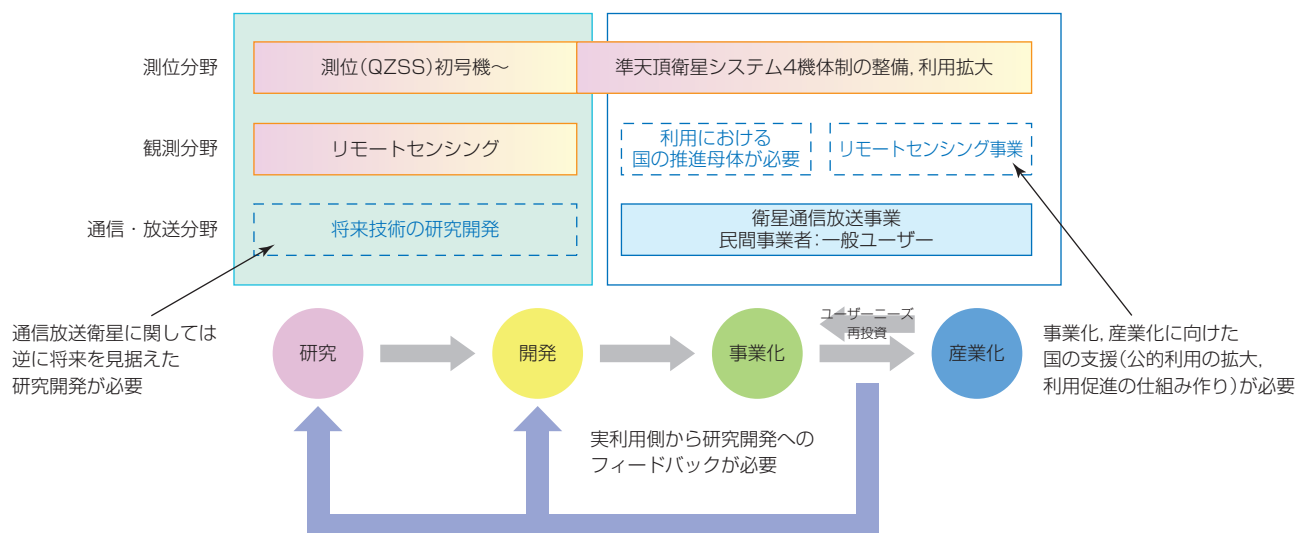 測位分野
測位(QZSS)初号機～
準天頂衛星システム4機体制の整備, 利用拡大
観測分野
リモートセンシング
利用における
国の推進母体が必要
リモートセンシング事業
通信・放送分野
将来技術の研究開発
衛星通信放送事業
民間事業者：一般ユーザー
通信放送衛星に関しては
逆に将来を見据えた
研究開発が必要
研究
開発
事業化
ユーザーニーズ
再投資
産業化
事業化, 産業化に向けた
国の支援(公的利用の拡大,
利用促進の仕組み作り)が必要
実利用側から研究開発への
フィードバックが必要